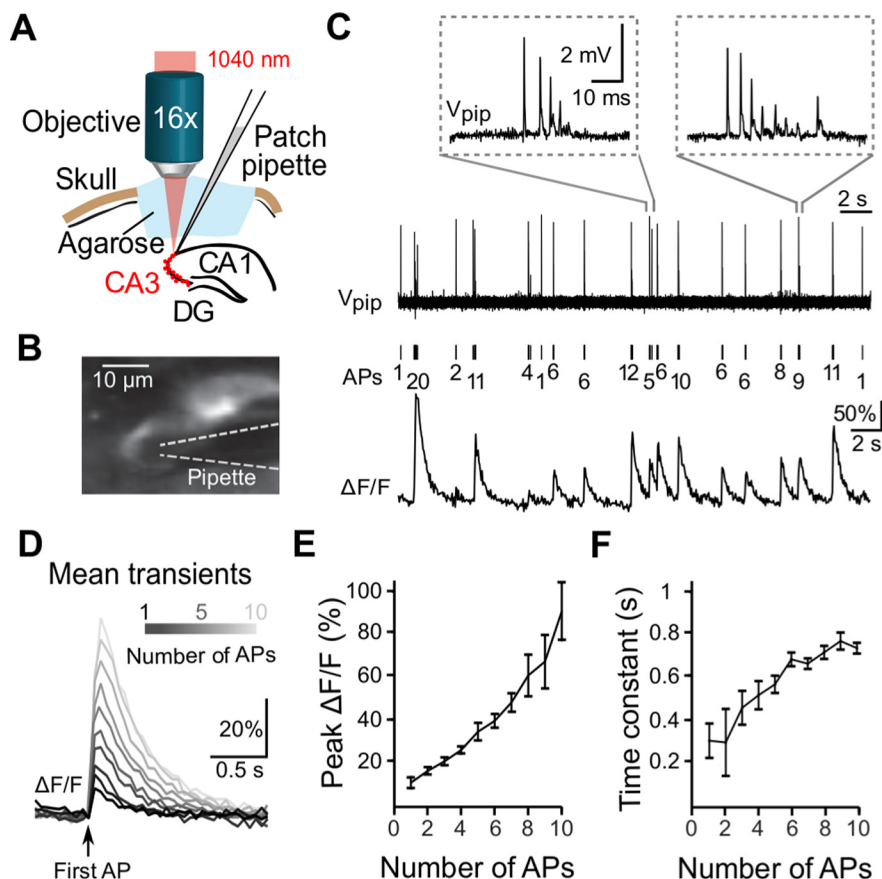 A
1040 nm
Objective
16x
Patch
pipette
Skull
Agarose
CA1
CA3
DG
B
10 µm
Pipette
C
2 mV
10 ms
Vpip
2 s
Vpip
APs
1 20 2 11 4 1 6 6 12 5 6 10 6 6 8 9 11 1
50%
2 s
ΔF/F
D
Mean transients
1 5 10
Number of APs
20%
0.5 s
ΔF/F
First AP
E
Peak ΔF/F (%)
100
80
60
40
20
0 2 4 6 8 10
Number of APs
F
Time constant (s)
1
0.8
0.6
0.4
0.2
0 2 4 6 8 10
Number of APs